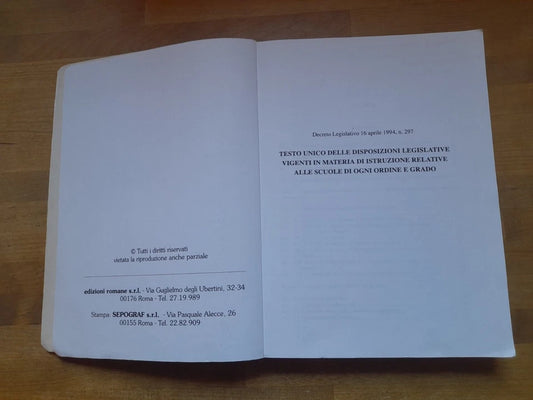 © Tutti i diritti riservati
vietata la riproduzione anche parziale
edizioni romane s.r.l. - Via Guglielmo degli Ubertini, 32-34
00176 Roma - Tel. 27.19.989
Stampa: SEPOGRAF s.r.l. - Via Pasquale Alecce, 26
00155 Roma - Tel. 22.82.909
Decreto Legislativo 16 aprile 1994, n. 297
TESTO UNICO DELLE DISPOSIZIONI LEGISLATIVE
VIGENTI IN MATERIA DI ISTRUZIONE RELATIVE
ALLE SCUOLE DI OGNI ORDINE E GRADO